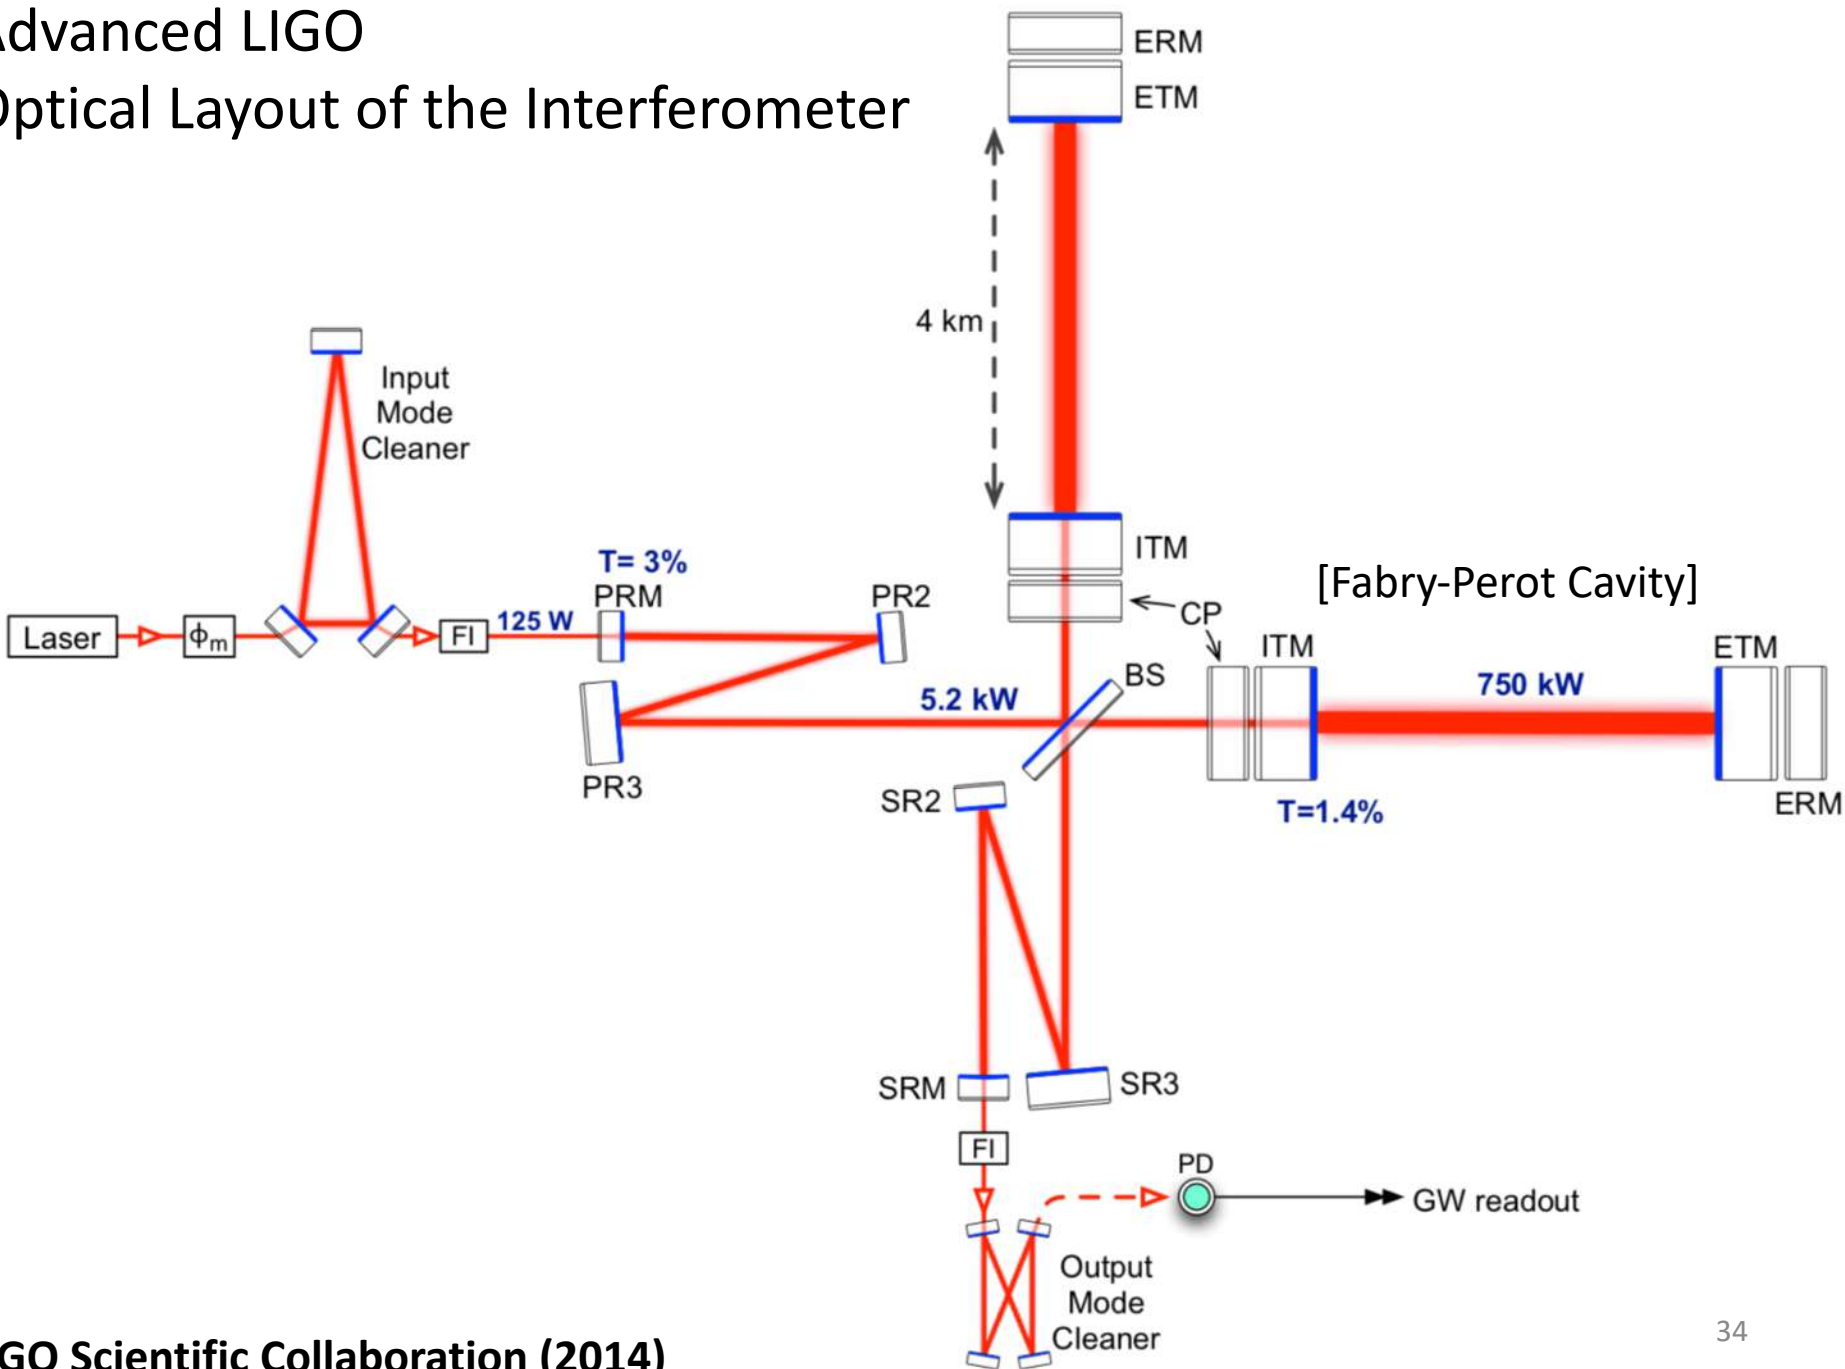 dvanced LIGO
Optical Layout of the Interferometer
ERM
ETM
4 km
Input
Mode
Cleaner
ITM
[Fabry-Perot Cavity]
T= 3%
PRM
PR2
CP
Laser
ϕm
FI
125 W
ITM
ETM
BS
5.2 kW
750 kW
PR3
SR2
T=1.4%
ERM
SRM
SR3
FI
PD
GW readout
Output
Mode
Cleaner
GO Scientific Collaboration (2014)
34